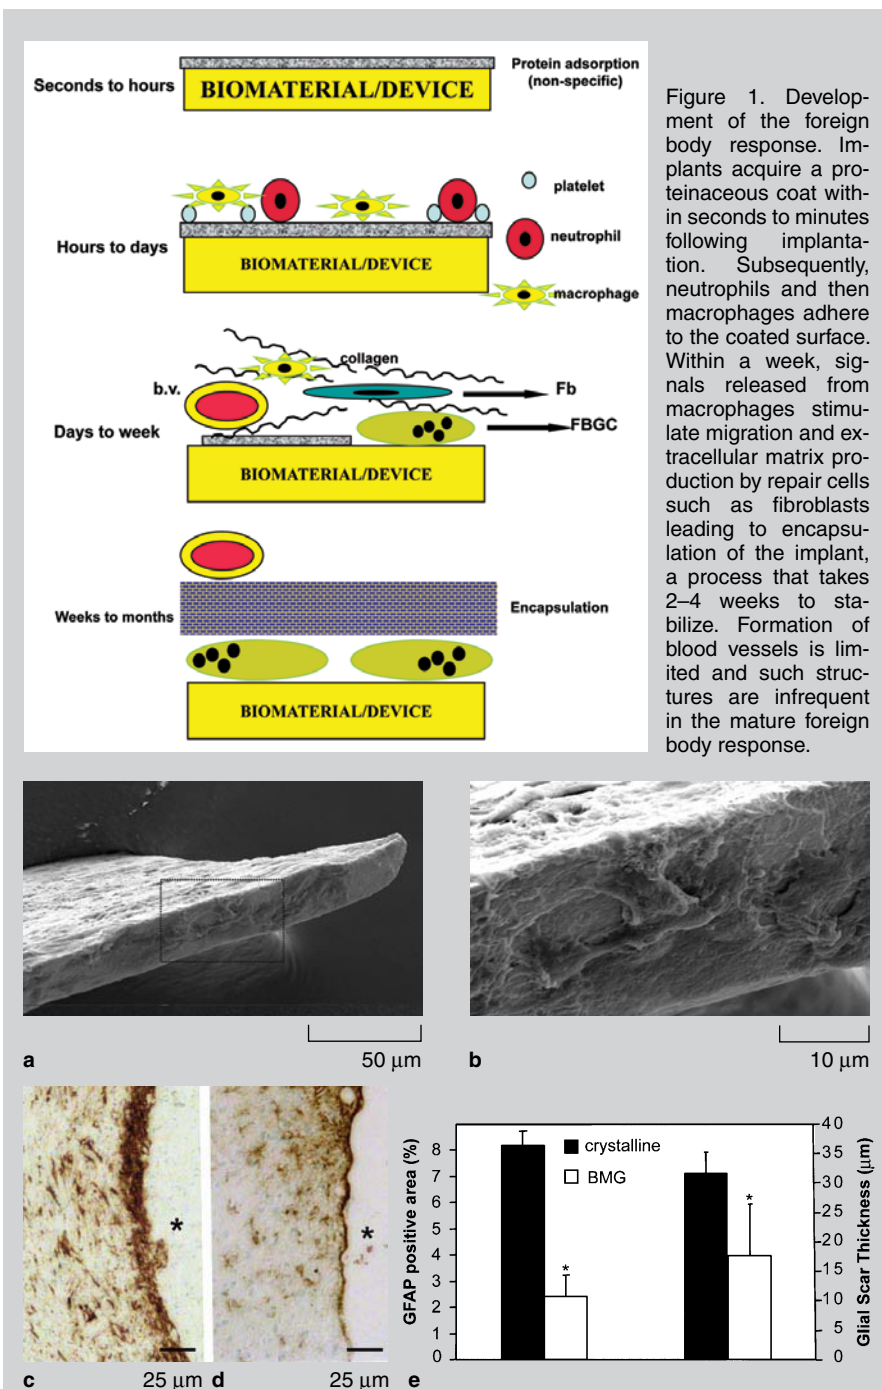 Seconds to hours
BIOMATERIAL/DEVICE
Protein adsorption
(non-specific)
Hours to days
BIOMATERIAL/DEVICE
platelet
neutrophil
macrophage
collagen
b.v.
Fb
FBGC
Days to week
BIOMATERIAL/DEVICE
Weeks to months
Encapsulation
BIOMATERIAL/DEVICE
Figure 1. Develop-
ment of the foreign
body response. Im-
plants acquire a pro-
teinaceous coat with-
in seconds to minutes
following implanta-
tion. Subsequently,
neutrophils and then
macrophages adhere
to the coated surface.
Within a week, sig-
nals released from
macrophages stimu-
late migration and ex-
tracellular matrix pro-
duction by repair cells
such as fibroblasts
leading to encapsu-
lation of the implant,
a process that takes
2–4 weeks to sta-
bilize. Formation of
blood vessels is lim-
ited and such struc-
tures are infrequent
in the mature foreign
body response.
a
50 μm
b
10 μm
*
c
25 μm
*
d
25 μm
e
GFAP positive area (%)
8
7
6
5
4
3
2
1
0
crystalline
BMG
*
*
40
35
30
25
20
15
10
5
0
Glial Scar Thickness (μm)